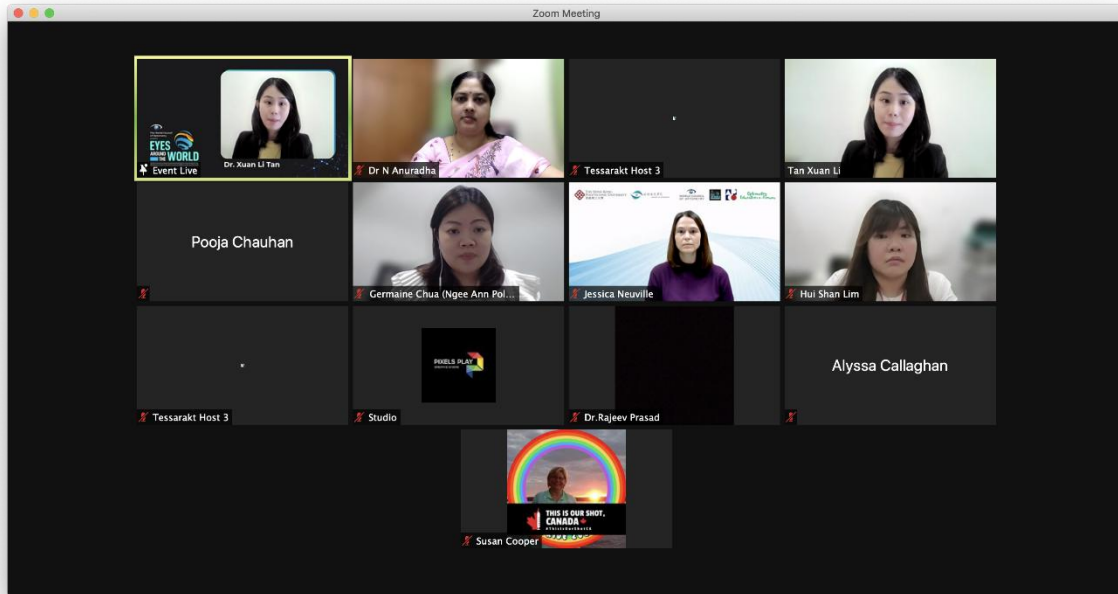 Zoom Meeting
EYES
AROUND
THE WORLD
Dr. Xuan Li Tan
Event Live
Dr N Anuradha
Tessarakt Host 3
Tan Xuan Li
Pooja Chauhan
Germaine Chua (Ngee Ann Pol...
Jessica Neuville
Hui Shan Lim
Tessarakt Host 3
PIXELS PLAY
Studio
Dr.Rajeev Prasad
Alyssa Callaghan
THIS IS OUR SHOT,
CANADA
#ThisIsOurShotCA
Susan Cooper